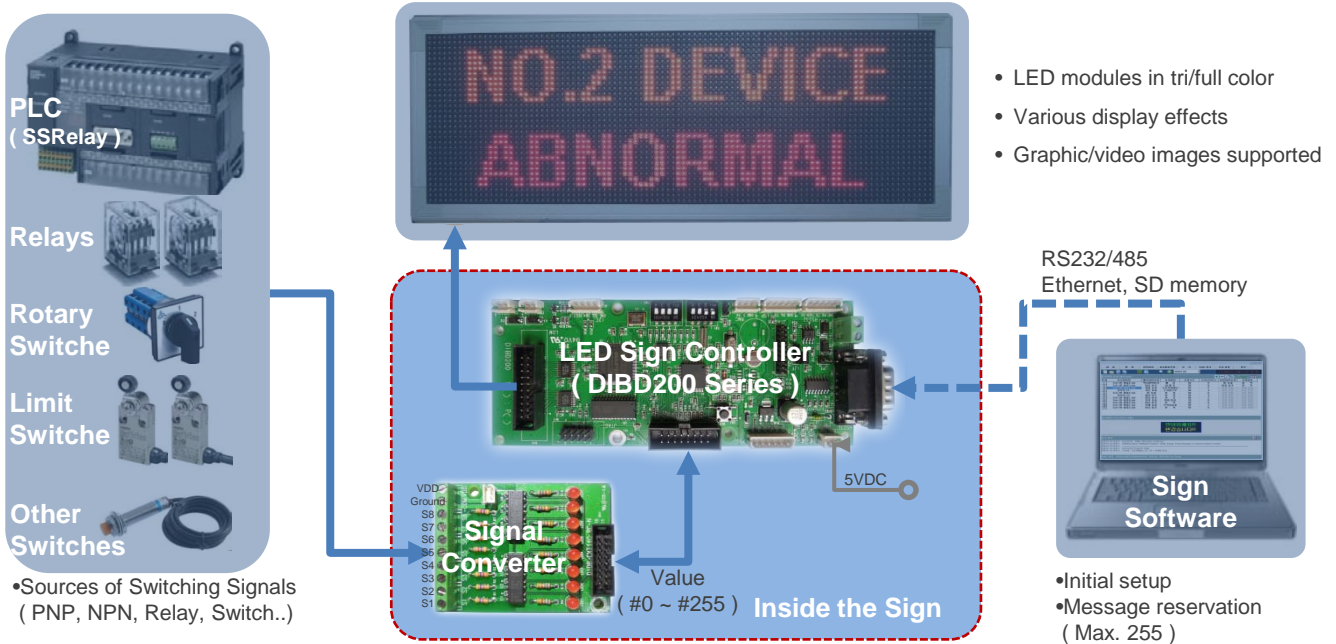 PLC
( SSRelay )
Relays
Rotary
Switche
Limit
Switche
Other
Switches
•Sources of Switching Signals
( PNP, NPN, Relay, Switch..)
NO.2 DEVICE
ABNORMAL
• LED modules in tri/full color
• Various display effects
• Graphic/video images supported
RS232/485
Ethernet, SD memory
LED Sign Controller
( DIBD200 Series )
5VDC
VDD
Ground
S8
S7
S6
S5
S4
S3
S2
S1
Signal
Converter
Value
( #0 ~ #255 )
Inside the Sign
Sign
Software
•Initial setup
•Message reservation
( Max. 255 )